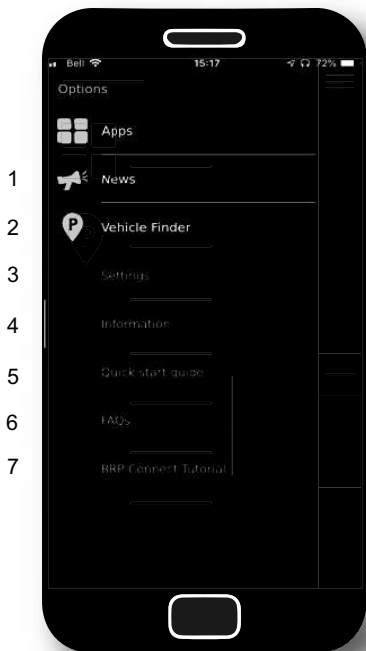 Bell 15:17 72%
Options
Apps
1 News
2 P Vehicle Finder
3 Settings
4 Information
5 Quick start guide
6 FAQs
7 BRP Connect Tutorial